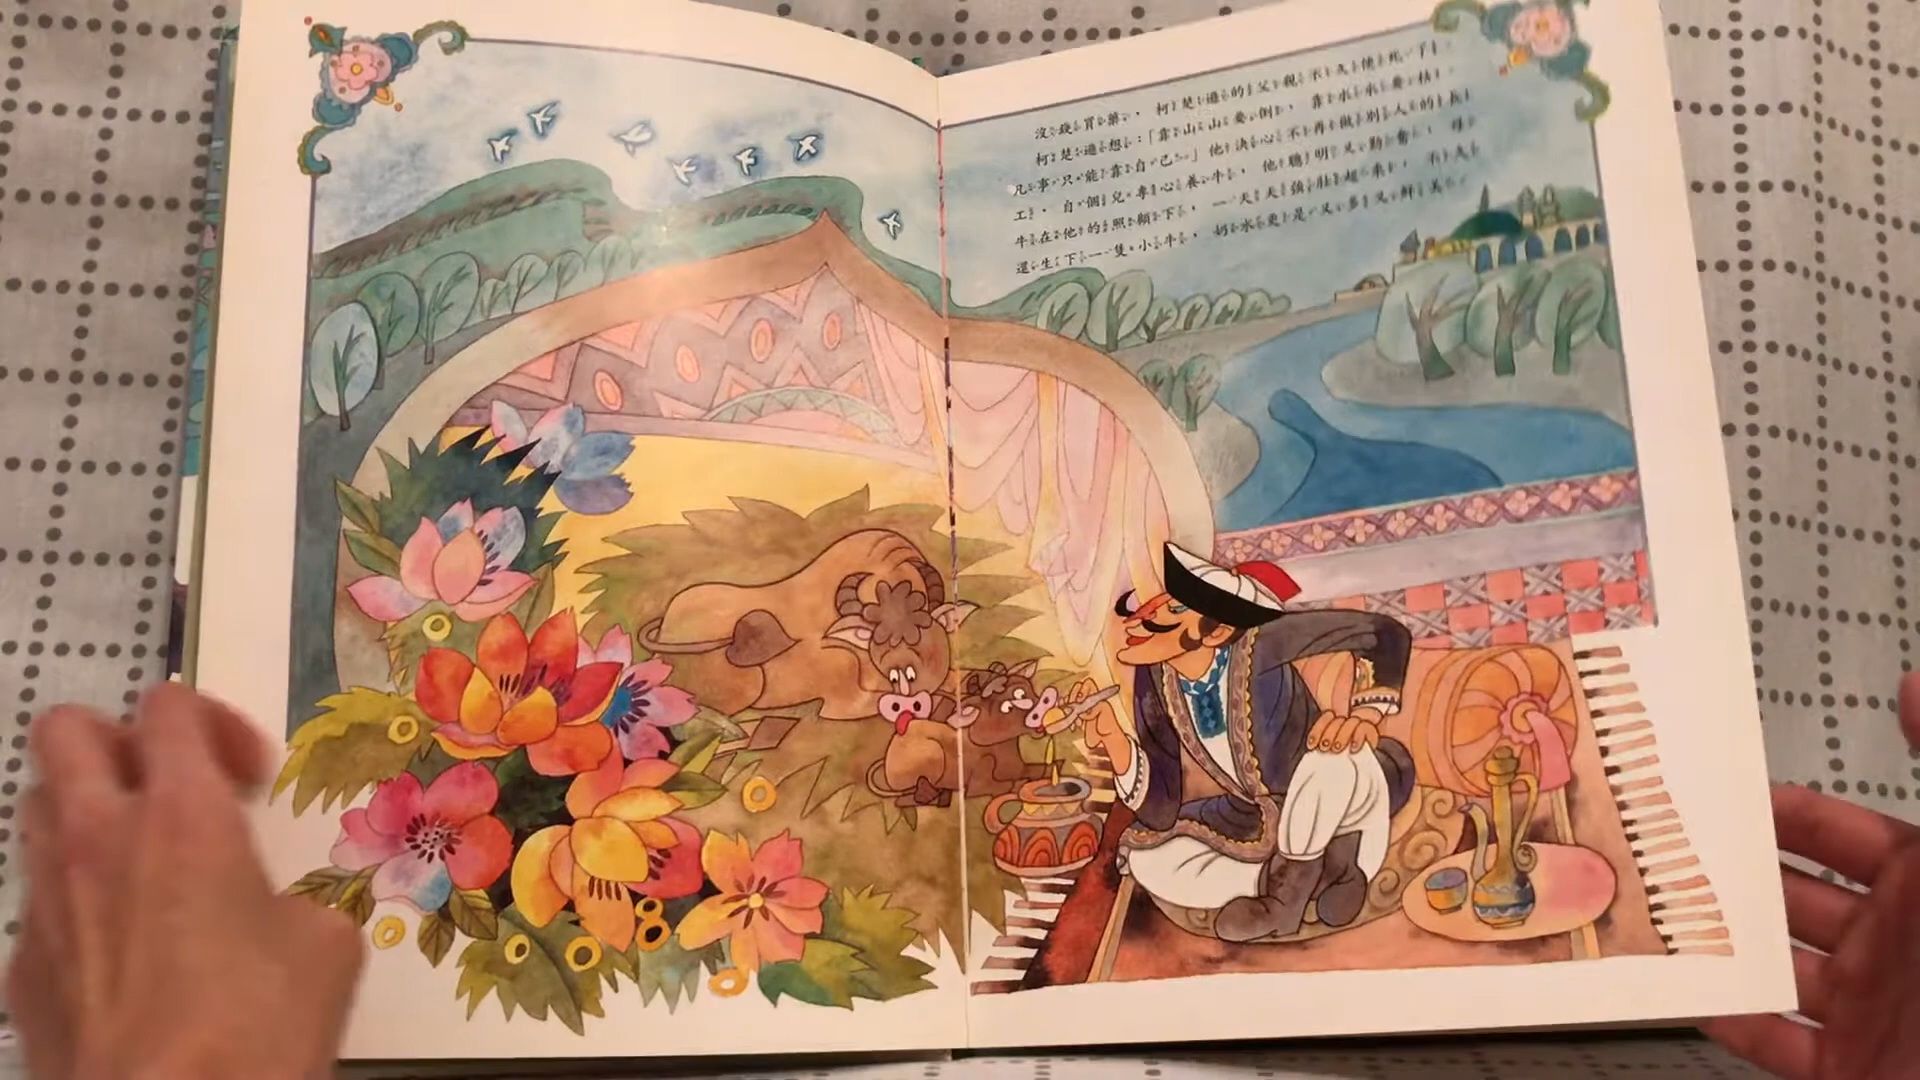 沒錢買藥，柯楚遜的父親不久便死了。
柯楚遜想：「靠山山要倒，靠水水要枯，
凡事只能靠自己。」他決心不再做別人的長
工，自個兒專心養牛，他聰明又勤奮，母
牛在他的照顧下，一天天強壯起來，不久
還生下一隻小牛，奶水更是又多又鮮美。